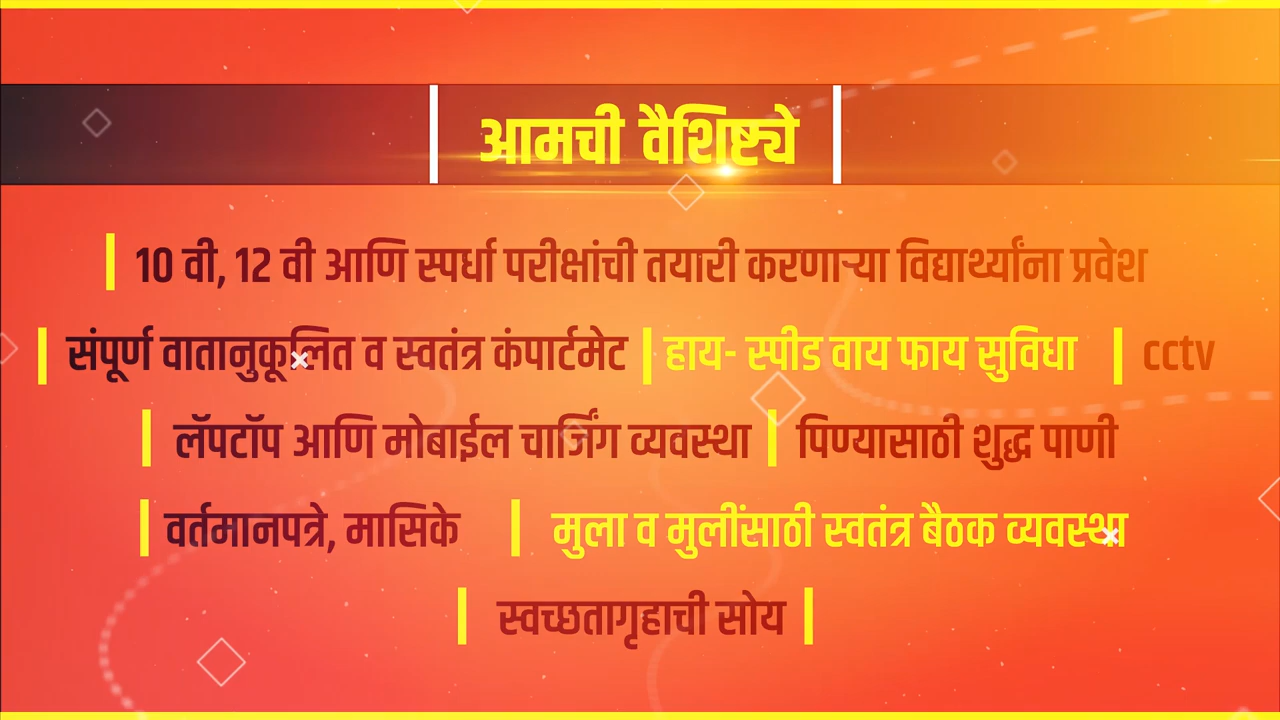 आमची वैशिष्ट्ये
10 वी, 12 वी आणि स्पर्धा परीक्षांची तयारी करणाऱ्या विद्यार्थ्यांना प्रवेश
संपूर्ण वातानुकूलित व स्वतंत्र कंपार्टमेट | हाय- स्पीड वाय फाय सुविधा | cctv
लॅपटॉप आणि मोबाईल चार्जिंग व्यवस्था | पिण्यासाठी शुद्ध पाणी
वर्तमानपत्रे, मासिके | मुला व मुलींसाठी स्वतंत्र बैठक व्यवस्था
स्वच्छतागृहाची सोय